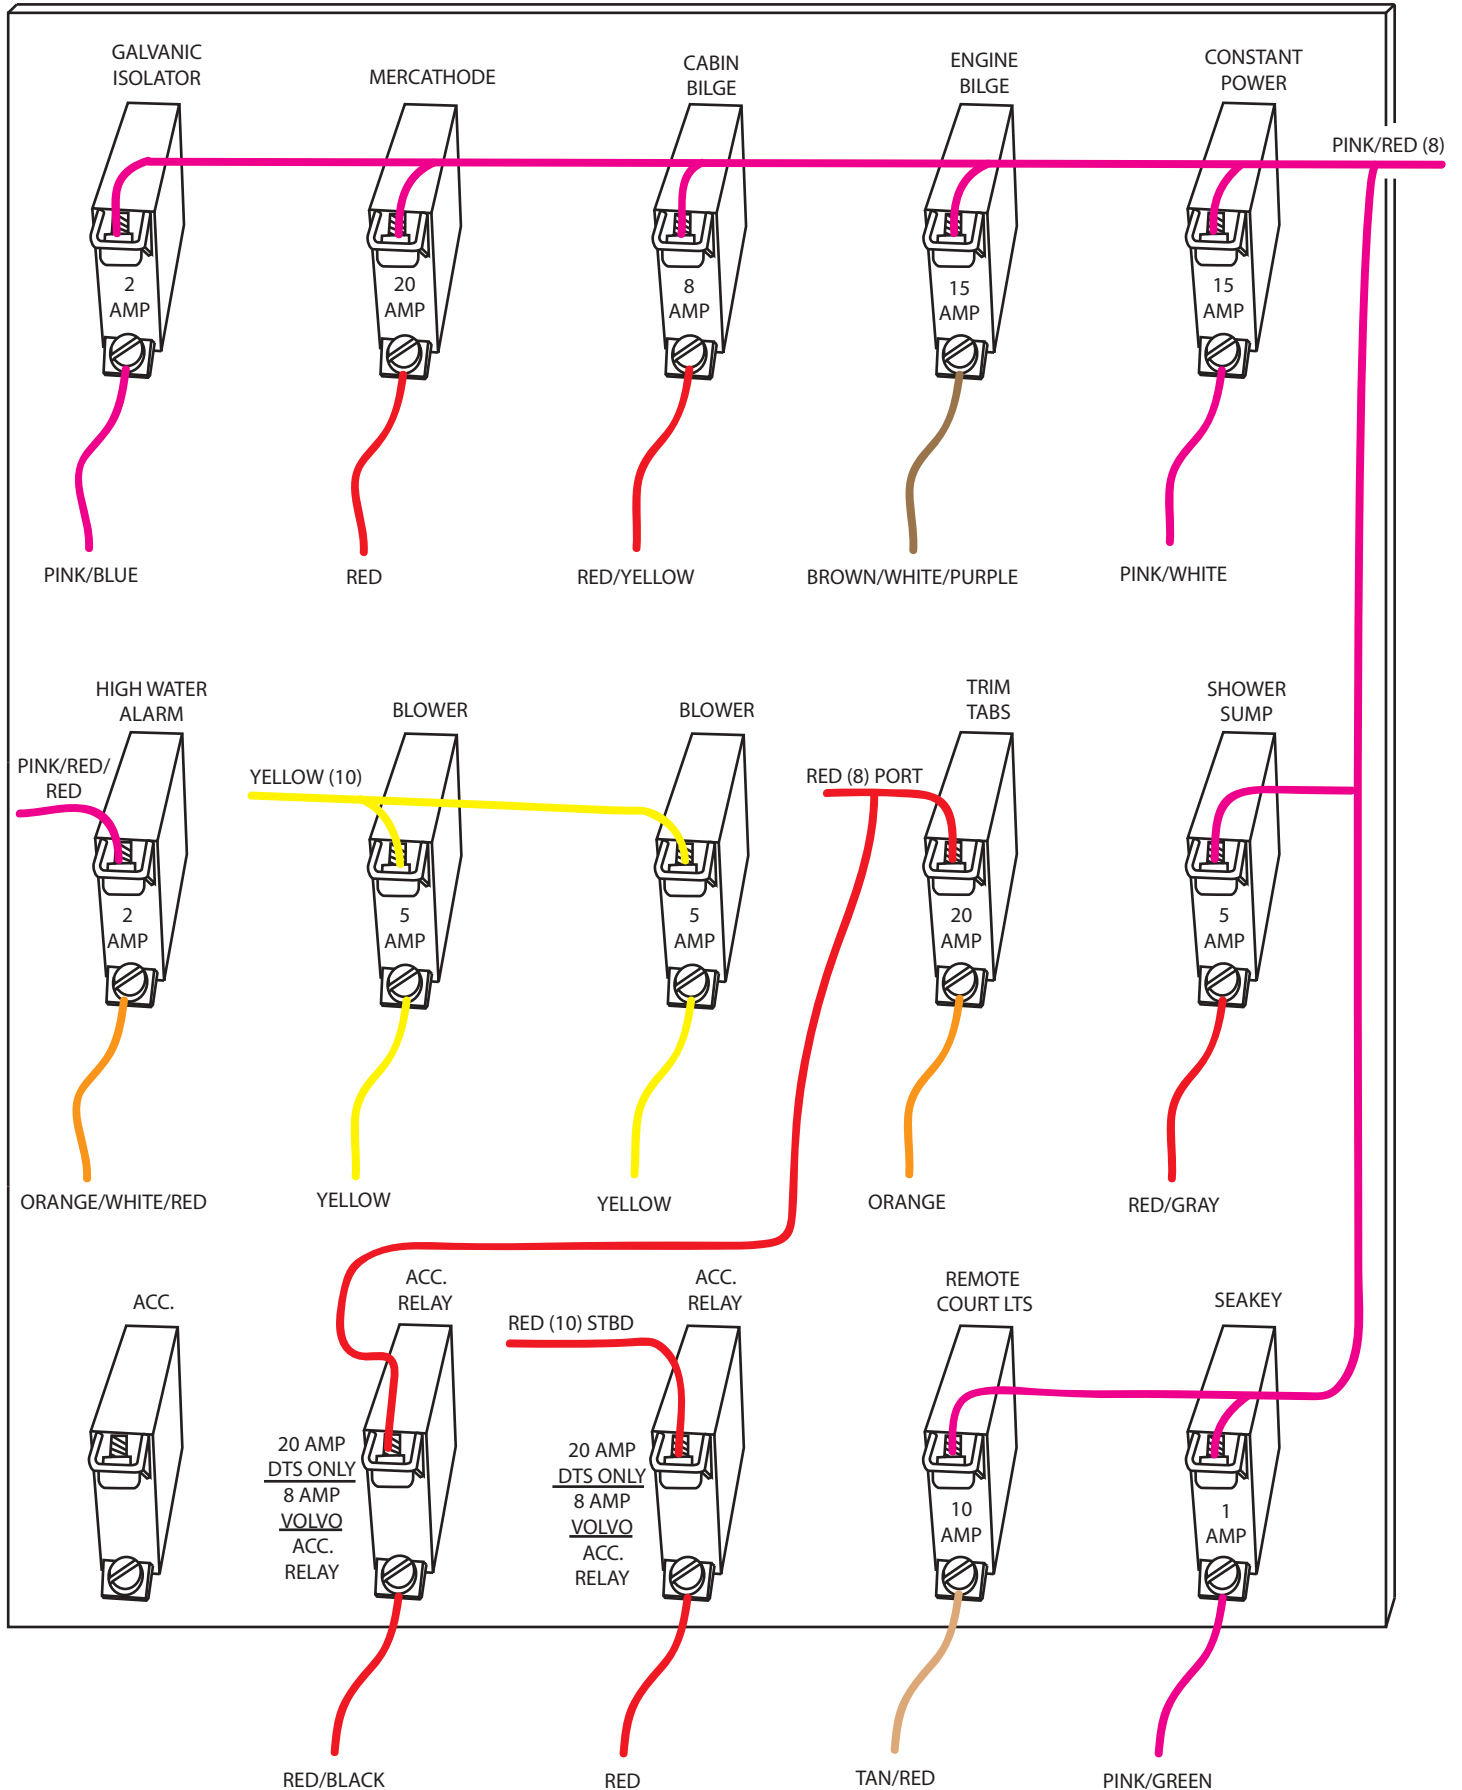 GALVANIC
ISOLATOR
MERCATHODE
CABIN
BILGE
ENGINE
BILGE
CONSTANT
POWER
PINK/RED (8)
2
AMP
20
AMP
8
AMP
15
AMP
15
AMP
PINK/BLUE
RED
RED/YELLOW
BROWN/WHITE/PURPLE
PINK/WHITE
HIGH WATER
ALARM
BLOWER
BLOWER
TRIM
TABS
SHOWER
SUMP
PINK/RED/
RED
YELLOW (10)
RED (8) PORT
2
AMP
5
AMP
5
AMP
20
AMP
5
AMP
ORANGE/WHITE/RED
YELLOW
YELLOW
ORANGE
RED/GRAY
ACC.
ACC.
RELAY
ACC.
RELAY
REMOTE
COURT LTS
SEAKEY
RED (10) STBD
20 AMP
DTS ONLY
8 AMP
VOLVO
ACC.
RELAY
20 AMP
DTS ONLY
8 AMP
VOLVO
ACC.
RELAY
10
AMP
1
AMP
RED/BLACK
RED
TAN/RED
PINK/GREEN